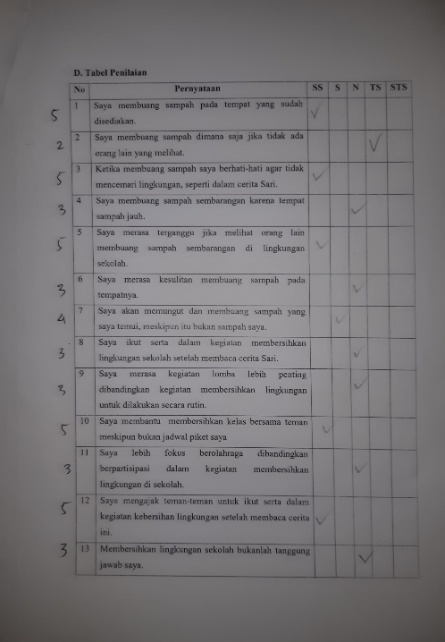 D. Tabel Penilaian
No Pernyataan SS S N TS STS
5 1 Saya membuang sampah pada tempat yang sudah
disediakan. ✓
2 2 Saya membuang sampah dimana saja jika tidak ada
orang lain yang melihat. ✓
5 3 Ketika membuang sampah saya berhati-hati agar tidak
mencemari lingkungan, seperti dalam cerita Sari. ✓
3 4 Saya membuang sampah sembarangan karena tempat
sampah jauh. ✓
5 5 Saya merasa terganggu jika melihat orang lain
membuang sampah sembarangan di lingkungan ✓
sekolah.
3 6 Saya merasa kesulitan membuang sampah pada
tempatnya. ✓
4 7 Saya akan memungut dan membuang sampah yang
saya temui, meskipun itu bukan sampah saya. ✓
3 8 Saya ikut serta dalam kegiatan membersihkan
lingkungan sekolah setelah membaca cerita Sari. ✓
3 9 Saya merasa kegiatan lomba lebih penting
dibandingkan kegiatan membersihkan lingkungan ✓
untuk dilakukan secara rutin.
5 10 Saya membantu membersihkan kelas bersama teman
meskipun bukan jadwal piket saya ✓
3 11 Saya lebih fokus berolahraga dibandingkan
berpartisipasi dalam kegiatan membersihkan ✓
lingkungan di sekolah.
5 12 Saya mengajak teman-teman untuk ikut serta dalam
kegiatan kebersihan lingkungan setelah membaca cerita ✓
ini.
3 13 Membersihkan lingkungan sekolah bukanlah tanggung
jawab saya. ✓